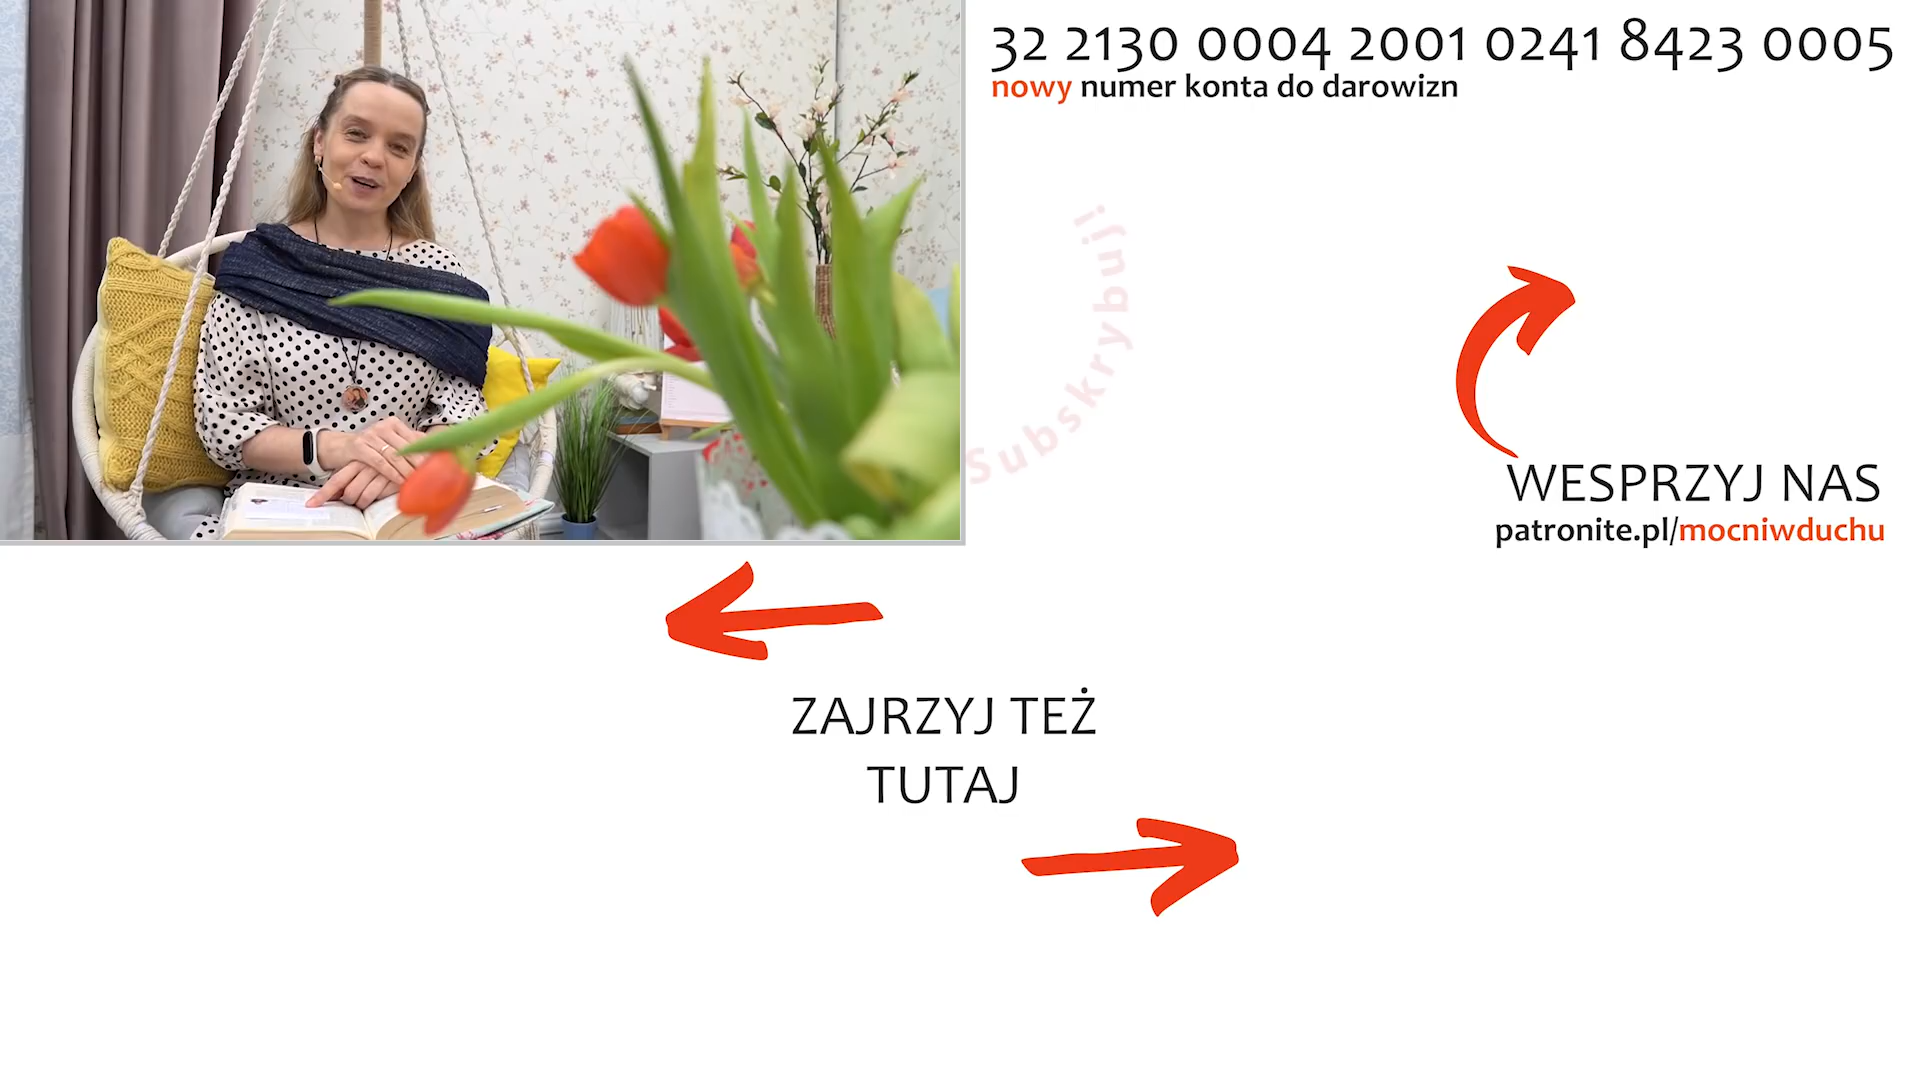 32 2130 0004 2001 0241 8423 0005
nowy numer konta do darowizn
Subskrybuj
WESPRZYJ NAS
patronite.pl/mocniwduchu
ZAJRZYJ TEŻ
TUTAJ